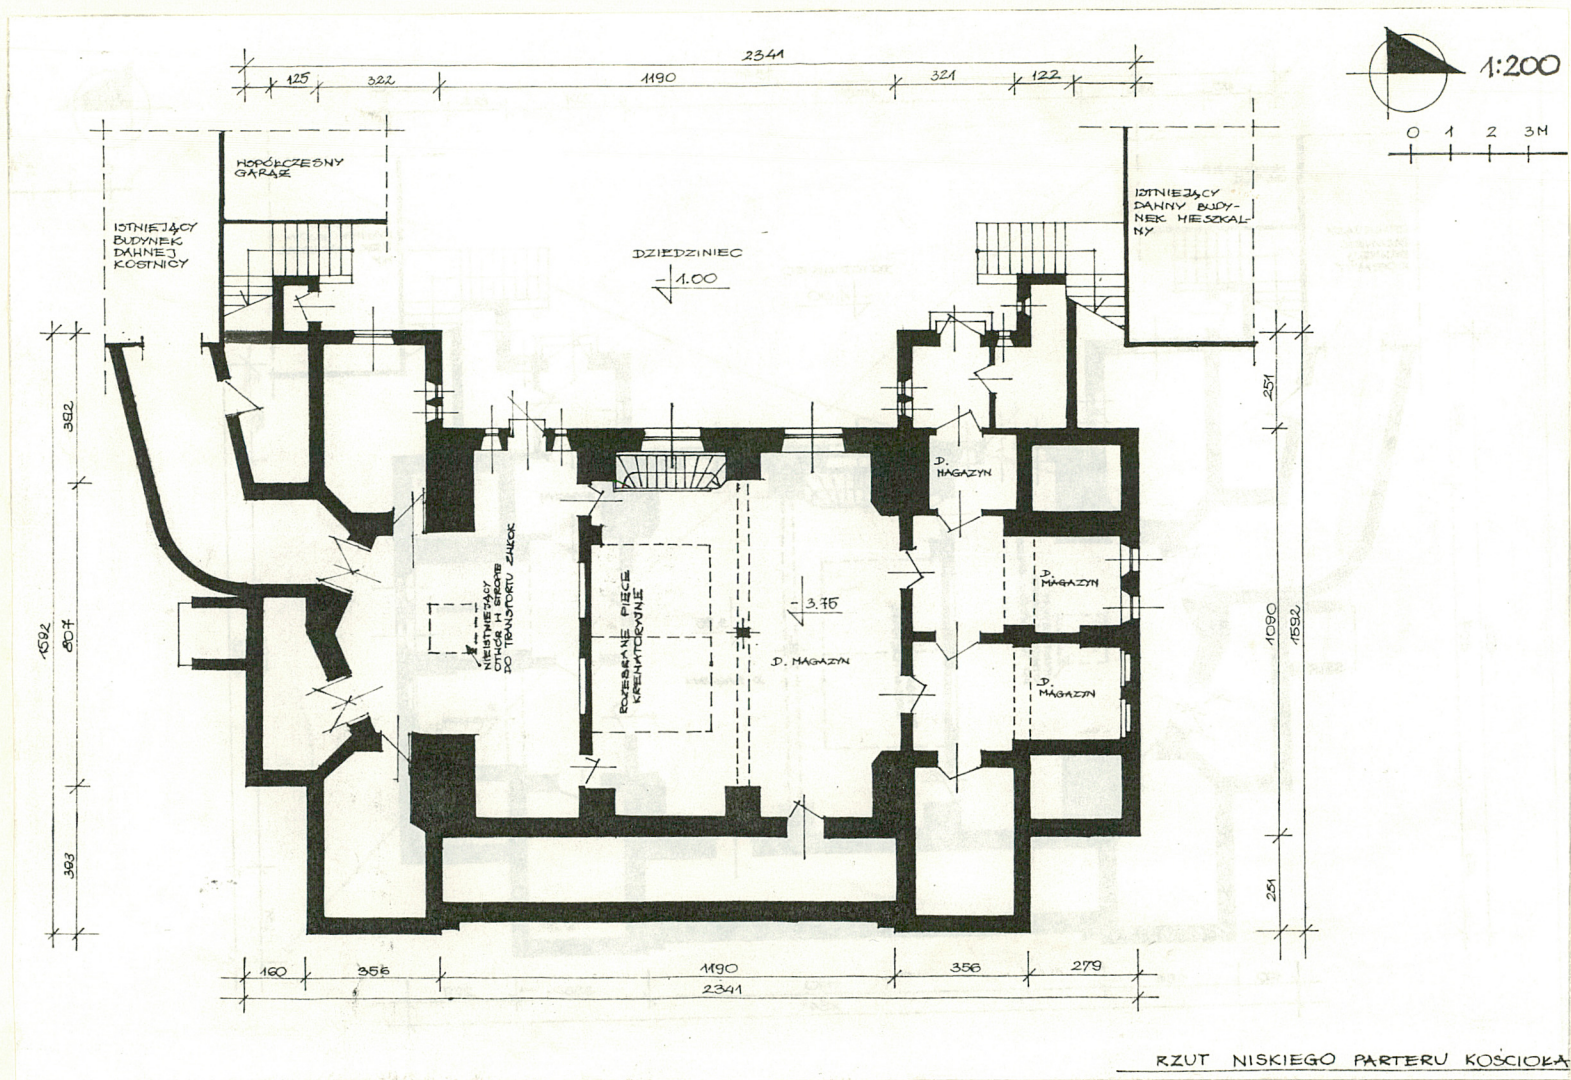 2341
125 322 1190 321 122
1:200
0 1 2 3M
WSPÓŁCZESNY
GARAŻ
ISTNIEJĄCY
BUDYNEK
DAWNEJ
KOSTNICY
DZIEDZINIEC
-1.00
ISTNIEJĄCY
DAWNY BUDY-
NEK MIESZKAL-
NY
392
807
1592
393
251
1090
1592
251
D.
MAGAZYN
D.
MAGAZYN
D.
MAGAZYN
NIEISTNIEJĄCY
OTWÓR W STROPIE
DO TRANSPORTU ZWŁOK
ROZEBRANE PIECE
KREMATORYJNE
-3.75
D. MAGAZYN
160 356 1190 356 279
2341
RZUT NISKIEGO PARTERU KOŚCIOŁA